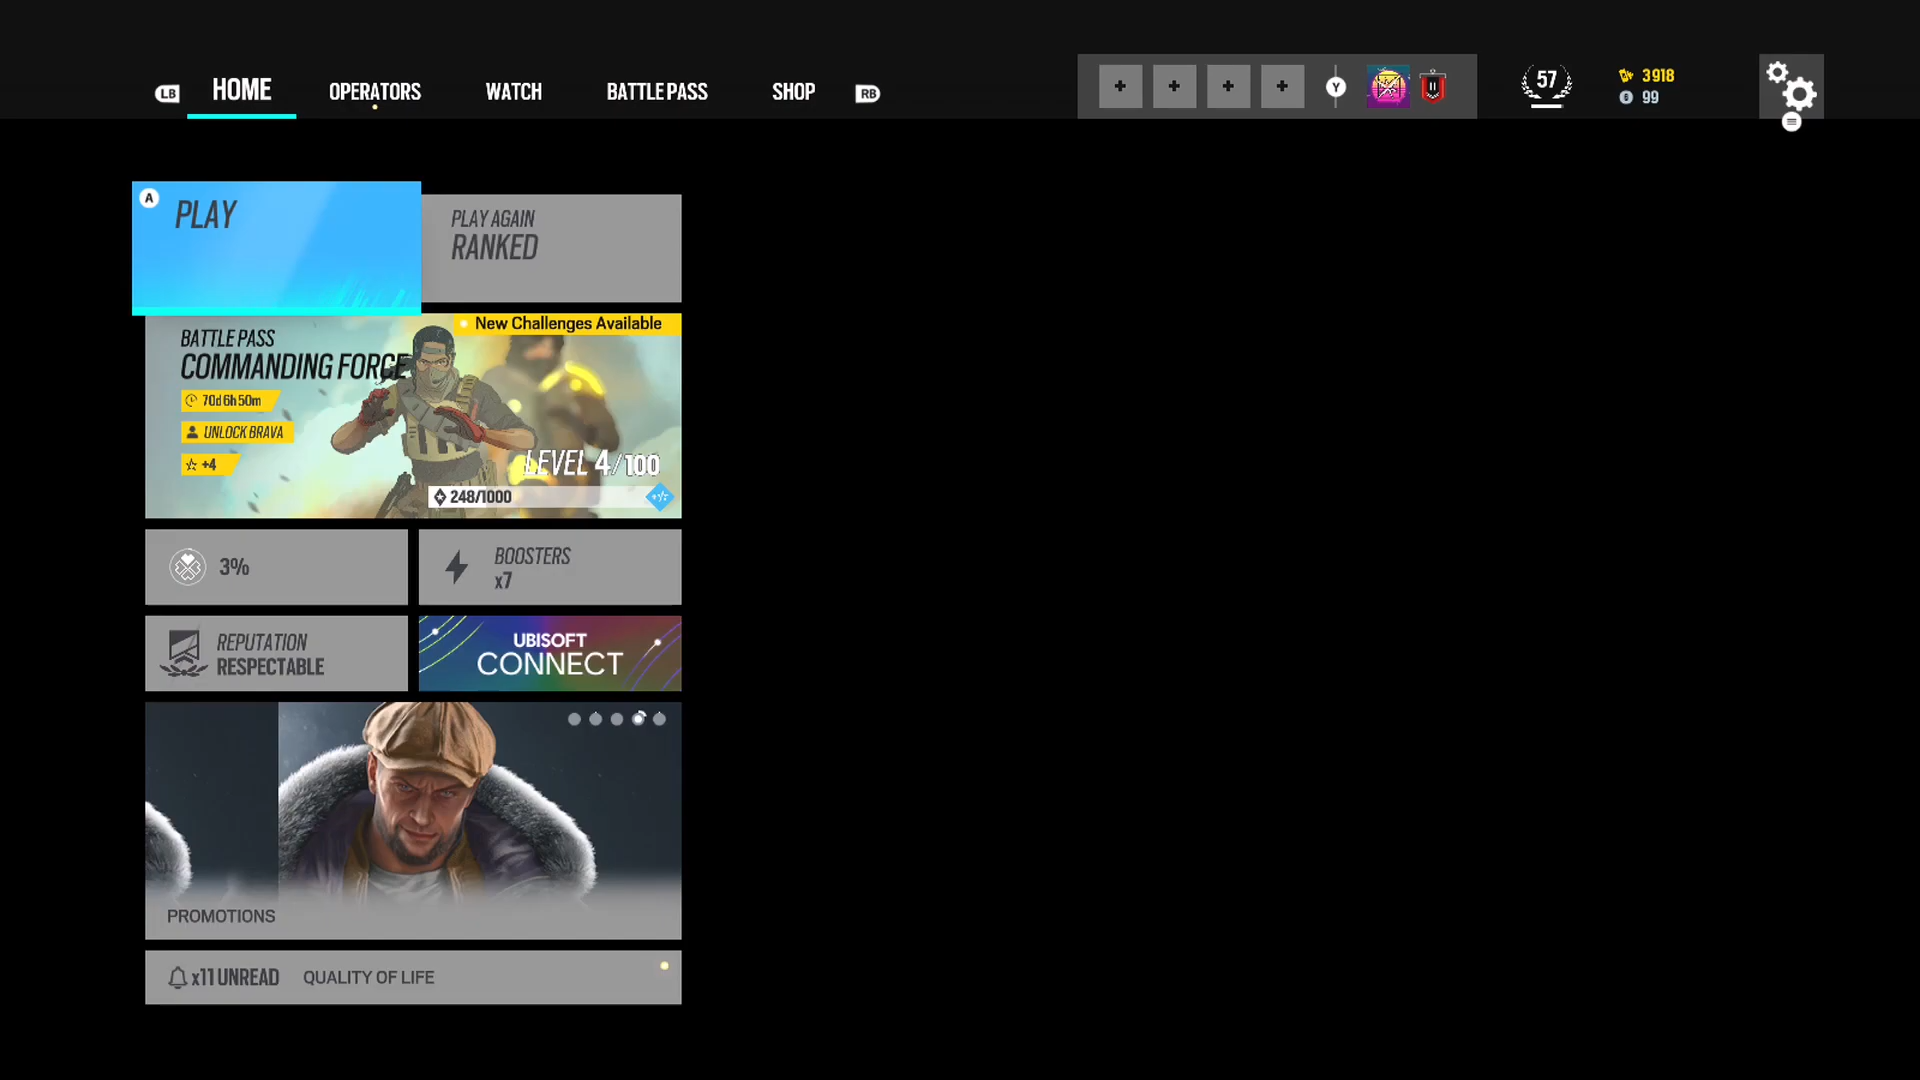 LB HOME OPERATORS WATCH BATTLE PASS SHOP RB
Y
57
3918
99
A PLAY
PLAY AGAIN
RANKED
New Challenges Available
BATTLE PASS
COMMANDING FORCE
70d 6h 50m
UNLOCK BRAVA
+4
LEVEL 4/100
248/1000
3%
BOOSTERS
x7
REPUTATION
RESPECTABLE
UBISOFT
CONNECT
PROMOTIONS
x11 UNREAD QUALITY OF LIFE